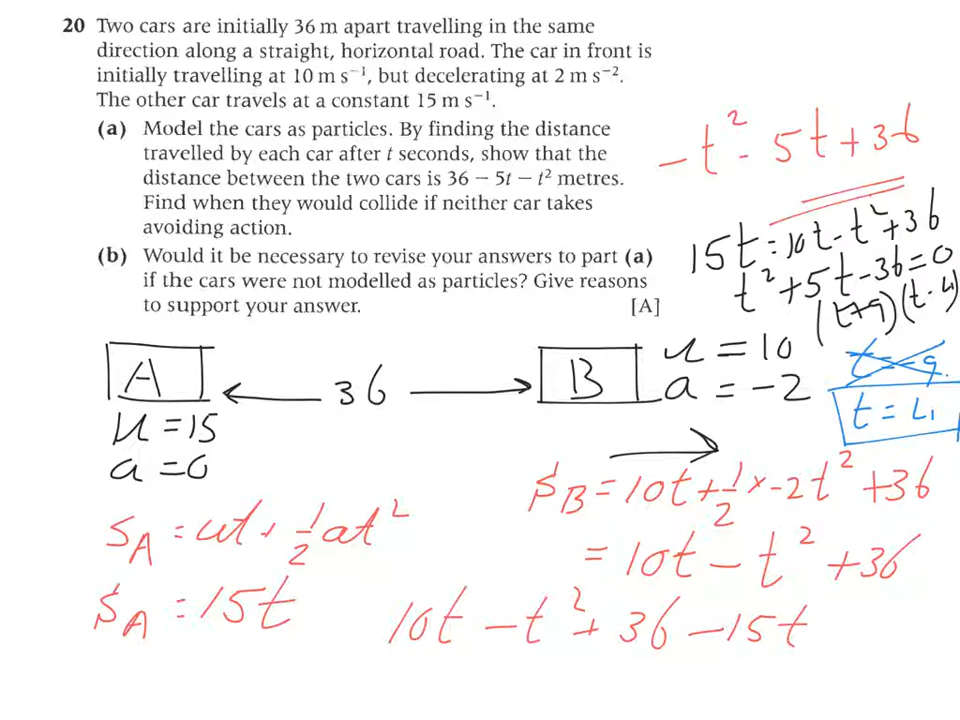 20 Two cars are initially 36 m apart travelling in the same
direction along a straight, horizontal road. The car in front is
initially travelling at 10 m s⁻¹, but decelerating at 2 m s⁻².
The other car travels at a constant 15 m s⁻¹.
(a) Model the cars as particles. By finding the distance
travelled by each car after t seconds, show that the
distance between the two cars is 36 − 5t − t² metres.
Find when they would collide if neither car takes
avoiding action.
(b) Would it be necessary to revise your answers to part (a)
if the cars were not modelled as particles? Give reasons
to support your answer. [A]
−t² − 5t + 36
15t = 10t − t² + 36
t² + 5t − 36 = 0
(t+9)(t−4)
t = −9
t = 4
A
36
B
u = 10
a = −2
u = 15
a = 0
S_A = ut + ½at²
S_A = 15t
S_B = 10t + ½ × −2t² + 36
= 10t − t² + 36
10t − t² + 36 − 15t